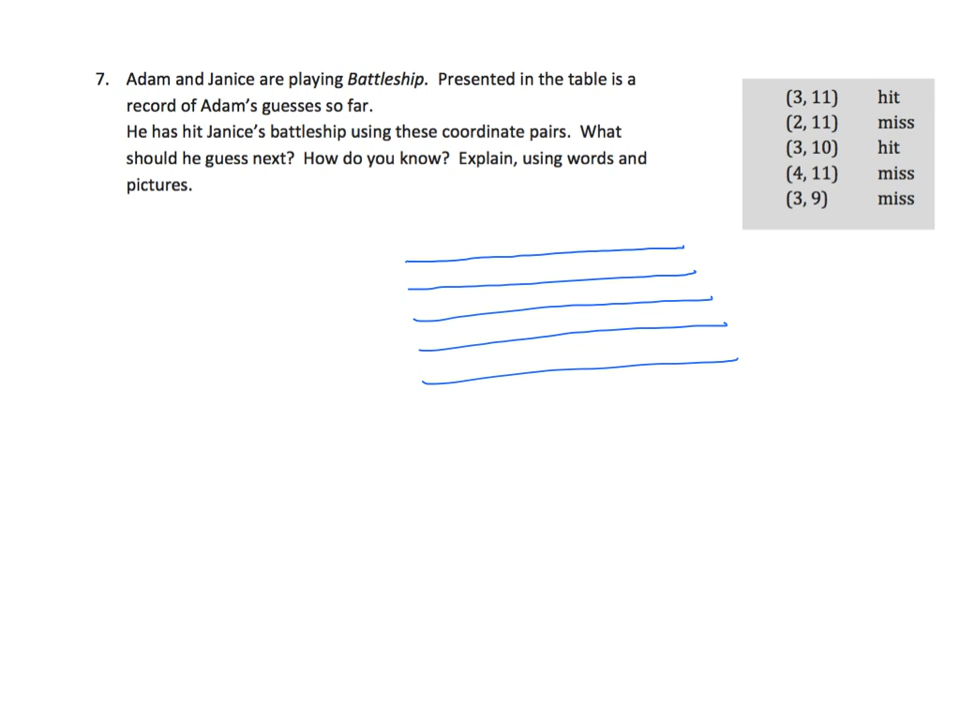 7. Adam and Janice are playing Battleship. Presented in the table is a
record of Adam's guesses so far.
He has hit Janice's battleship using these coordinate pairs. What
should he guess next? How do you know? Explain, using words and
pictures.
(3, 11) hit
(2, 11) miss
(3, 10) hit
(4, 11) miss
(3, 9) miss